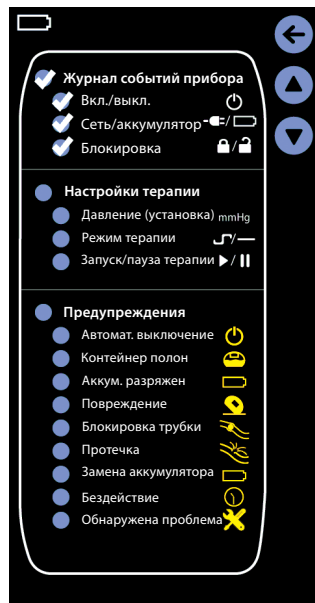 Журнал событий прибора
Вкл./выкл.
Сеть/аккумулятор /
Блокировка /
Настройки терапии
Давление (установка) mmHg
Режим терапии /
Запуск/пауза терапии /
Предупреждения
Автомат. выключение
Контейнер полон
Аккум. разряжен
Повреждение
Блокировка трубки
Протечка
Замена аккумулятора
Бездействие
Обнаружена проблема